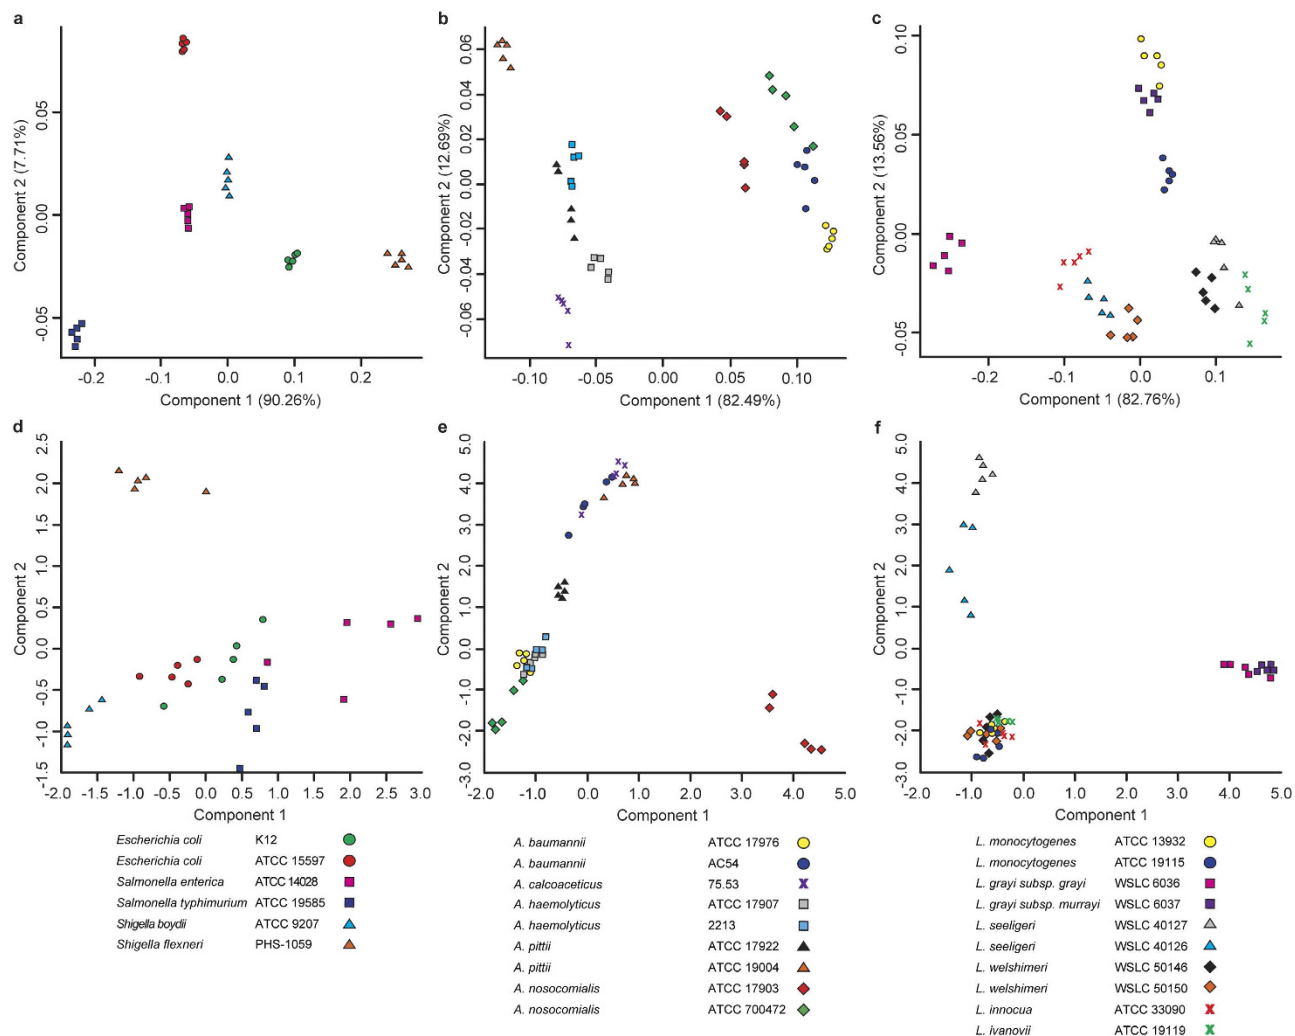 a
0.05
0.00
-0.05
Component 2 (7.71%)
-0.2 -0.1 0.0 0.1 0.2
Component 1 (90.26%)
b
0.06
0.04
0.02
0.00
-0.02
-0.04
-0.06
Component 2 (12.69%)
-0.10 -0.05 0.00 0.05 0.10
Component 1 (82.49%)
c
0.10
0.05
0.00
-0.05
Component 2 (13.56%)
-0.2 -0.1 0.0 0.1
Component 1 (82.76%)
d
2.5
2.0
1.5
1.0
0.5
0.0
-0.5
-1.0
-1.5
Component 2
-2.0 -1.5 -1.0 -0.5 0.0 0.5 1.0 1.5 2.0 2.5 3.0
Component 1
e
5.0
4.0
3.0
2.0
1.0
0.0
-1.0
-2.0
-3.0
Component 2
-2.0 -1.0 0.0 1.0 2.0 3.0 4.0 5.0
Component 1
f
5.0
4.0
3.0
2.0
1.0
0.0
-1.0
-2.0
-3.0
Component 2
-2.0 -1.0 0.0 1.0 2.0 3.0 4.0 5.0
Component 1
Escherichia coli K12
Escherichia coli ATCC 15597
Salmonella enterica ATCC 14028
Salmonella typhimurium ATCC 19585
Shigella boydii ATCC 9207
Shigella flexneri PHS-1059
A. baumannii ATCC 17976
A. baumannii AC54
A. calcoaceticus 75.53
A. haemolyticus ATCC 17907
A. haemolyticus 2213
A. pittii ATCC 17922
A. pittii ATCC 19004
A. nosocomialis ATCC 17903
A. nosocomialis ATCC 700472
L. monocytogenes ATCC 13932
L. monocytogenes ATCC 19115
L. grayi subsp. grayi WSLC 6036
L. grayi subsp. murrayi WSLC 6037
L. seeligeri WSLC 40127
L. seeligeri WSLC 40126
L. welshimeri WSLC 50146
L. welshimeri WSLC 50150
L. innocua ATCC 33090
L. ivanovii ATCC 19119